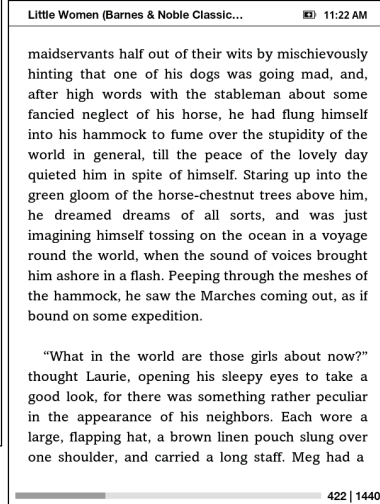 Little Women (Barnes & Noble Classic...
11:22 AM
maidservants half out of their wits by mischievously
hinting that one of his dogs was going mad, and,
after high words with the stableman about some
fancied neglect of his horse, he had flung himself
into his hammock to fume over the stupidity of the
world in general, till the peace of the lovely day
quieted him in spite of himself. Staring up into the
green gloom of the horse-chestnut trees above him,
he dreamed dreams of all sorts, and was just
imagining himself tossing on the ocean in a voyage
round the world, when the sound of voices brought
him ashore in a flash. Peeping through the meshes of
the hammock, he saw the Marches coming out, as if
bound on some expedition.
“What in the world are those girls about now?”
thought Laurie, opening his sleepy eyes to take a
good look, for there was something rather peculiar
in the appearance of his neighbors. Each wore a
large, flapping hat, a brown linen pouch slung over
one shoulder, and carried a long staff. Meg had a
422 | 1440